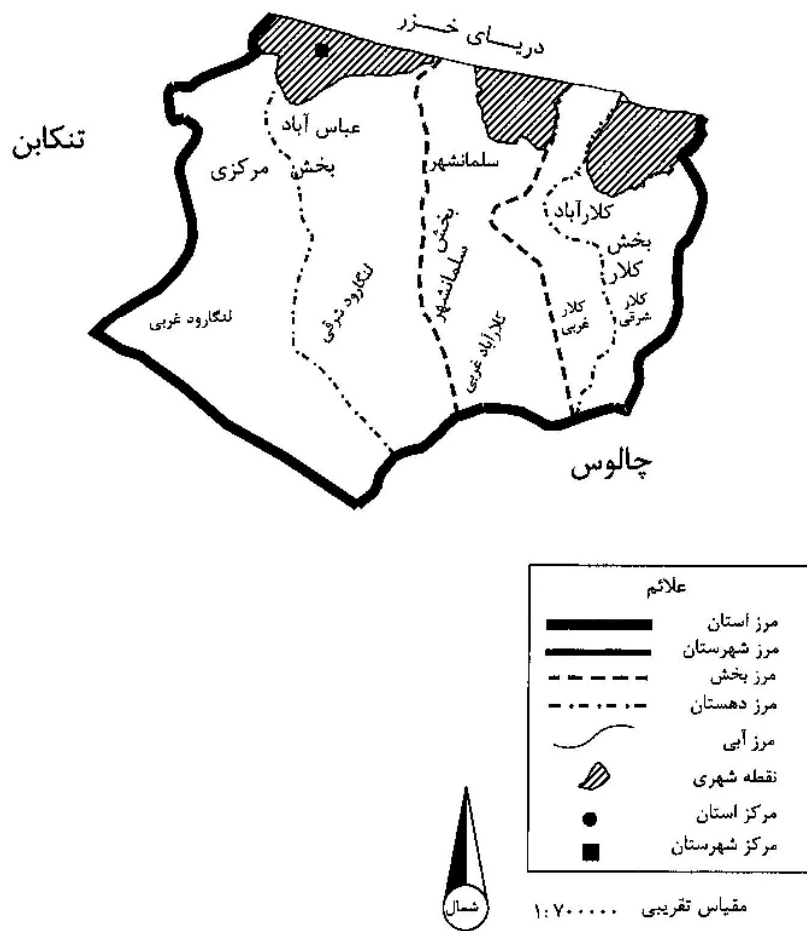 دریـــای خـــزر
تنکابن
عباس آباد
بخش مرکزی
سلمانشهر
بخش
سلمانشهر
کلارآباد
بخش
کلار
کلار
شرقی
کلار
غربی
کلارآباد غربی
لنگارود شرقی
لنگارود غربی
چالوس
علائم
مرز استان
مرز شهرستان
مرز بخش
مرز دهستان
مرز آبی
نقطه شهری
مرکز استان
مرکز شهرستان
شمال
مقیاس تقریبی ۱:۷۰۰۰۰۰